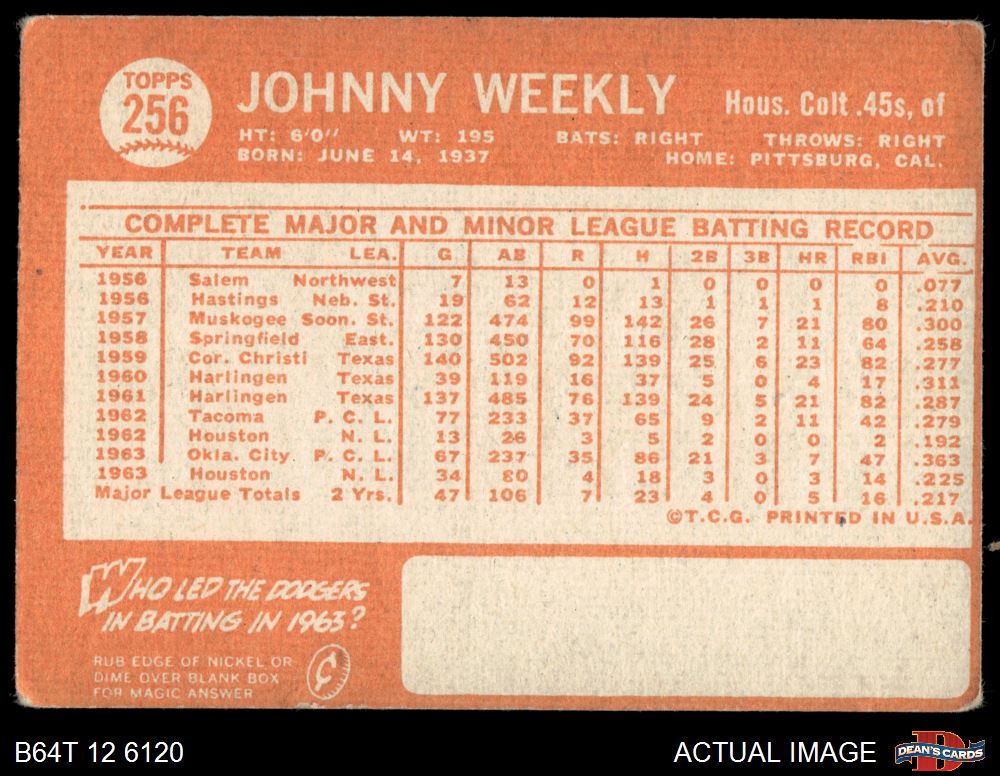 TOPPS
256
JOHNNY WEEKLY Hous. Colt .45s, of
HT: 6'0" WT: 195 BATS: RIGHT THROWS: RIGHT
BORN: JUNE 14, 1937 HOME: PITTSBURG, CAL.
COMPLETE MAJOR AND MINOR LEAGUE BATTING RECORD
YEAR TEAM LEA. G AB R H 2B 3B HR RBI AVG.
1956 Salem Northwest 7 13 0 1 0 0 0 0 .077
1956 Hastings Neb. St. 19 62 12 13 1 1 1 8 .210
1957 Muskogee Soon. St. 122 474 99 142 26 7 21 80 .300
1958 Springfield East. 130 450 70 116 28 2 11 64 .258
1959 Cor. Christi Texas 140 502 92 139 25 6 23 82 .277
1960 Harlingen Texas 39 119 16 37 5 0 4 17 .311
1961 Harlingen Texas 137 485 76 139 24 5 21 82 .287
1962 Tacoma P. C. L. 77 233 37 65 9 2 11 42 .279
1962 Houston N. L. 13 26 3 5 2 0 0 2 .192
1963 Okla. City P. C. L. 67 237 35 86 21 3 7 47 .363
1963 Houston N. L. 34 80 4 18 3 0 3 14 .225
Major League Totals 2 Yrs. 47 106 7 23 4 0 5 16 .217
©T.C.G. PRINTED IN U.S.A.
WHO LED THE DODGERS
IN BATTING IN 1963?
RUB EDGE OF NICKEL OR
DIME OVER BLANK BOX
FOR MAGIC ANSWER
¢
B64T 12 6120 ACTUAL IMAGE DEAN'S CARDS